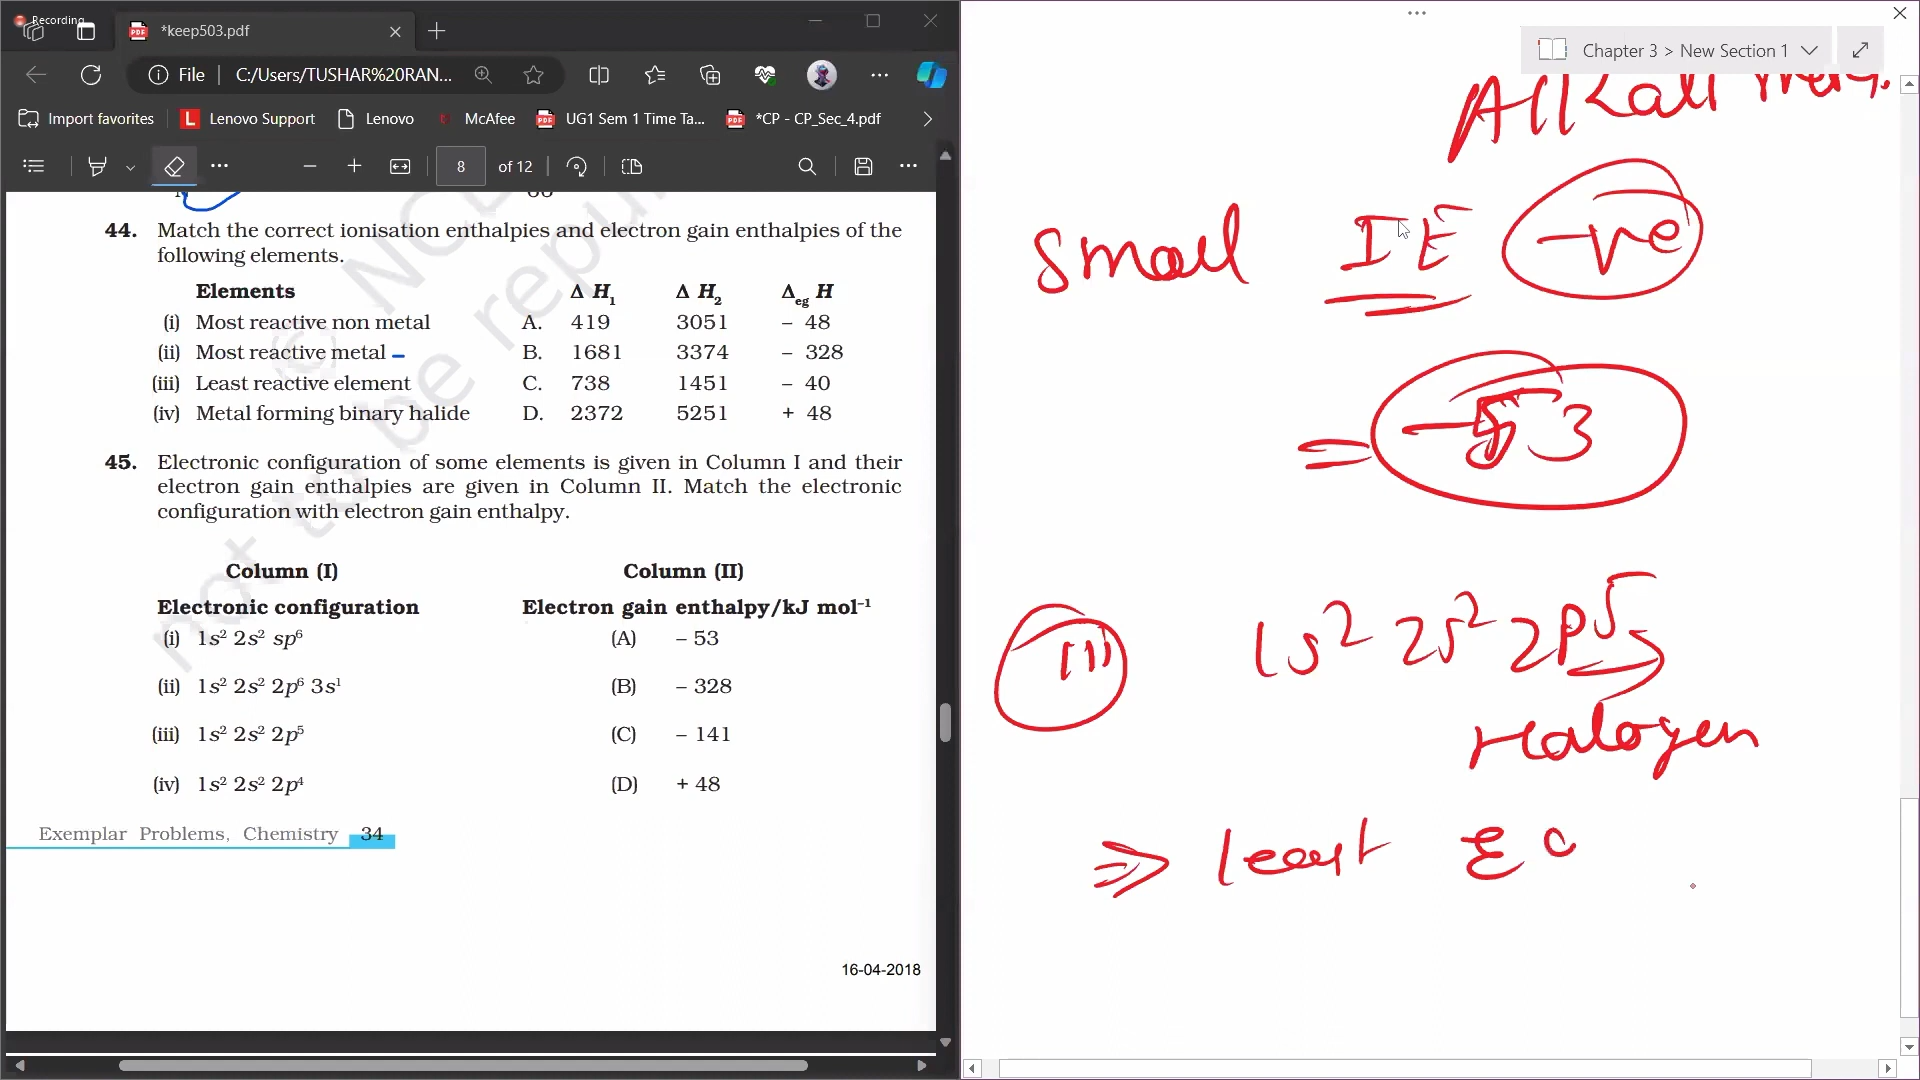 Recording
*keep503.pdf
File
C:/Users/TUSHAR%20RAN...
Import favorites
Lenovo Support
Lenovo
McAfee
UG1 Sem 1 Time Ta...
*CP - CP_Sec_4.pdf
8 of 12
44. Match the correct ionisation enthalpies and electron gain enthalpies of the
following elements.
Elements Δ H₁ Δ H₂ Δeg H
(i) Most reactive non metal A. 419 3051 – 48
(ii) Most reactive metal B. 1681 3374 – 328
(iii) Least reactive element C. 738 1451 – 40
(iv) Metal forming binary halide D. 2372 5251 + 48
45. Electronic configuration of some elements is given in Column I and their
electron gain enthalpies are given in Column II. Match the electronic
configuration with electron gain enthalpy.
Column (I) Column (II)
Electronic configuration Electron gain enthalpy/kJ mol⁻¹
(i) 1s² 2s² sp⁶ (A) – 53
(ii) 1s² 2s² 2p⁶ 3s¹ (B) – 328
(iii) 1s² 2s² 2p⁵ (C) – 141
(iv) 1s² 2s² 2p⁴ (D) + 48
Exemplar Problems, Chemistry 34
16-04-2018
not to be republ
© NCE
Chapter 3 > New Section 1
Alkali
Small IE -ve
= -53
(iii) 1s² 2s² 2p⁵
Halogen
⇒ least